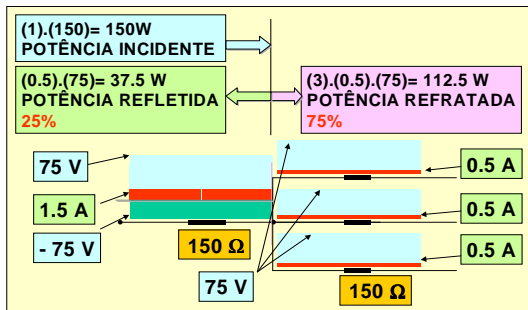 (1).(150)= 150W
POTÊNCIA INCIDENTE
(0.5).(75)= 37.5 W
POTÊNCIA REFLETIDA
25%
(3).(0.5).(75)= 112.5 W
POTÊNCIA REFRATADA
75%
75 V
1.5 A
- 75 V
150 Ω
75 V
0.5 A
0.5 A
0.5 A
150 Ω